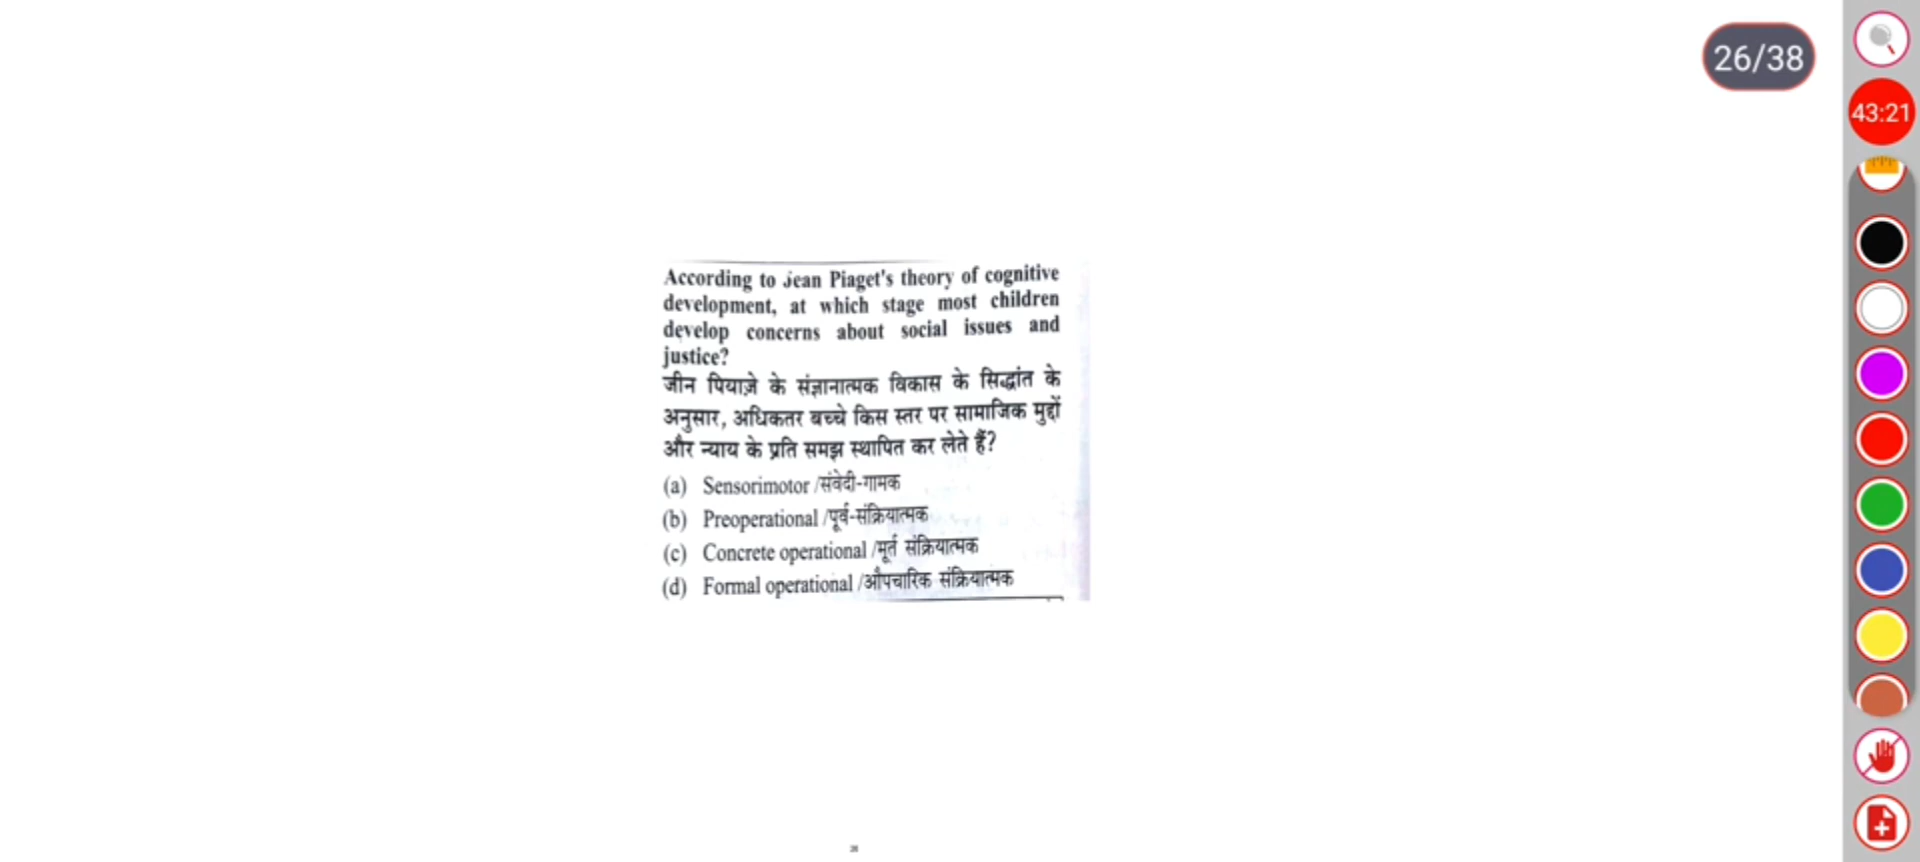 26/38
43:21
According to Jean Piaget's theory of cognitive
development, at which stage most children
develop concerns about social issues and
justice?
जीन पियाज़े के संज्ञानात्मक विकास के सिद्धांत के
अनुसार, अधिकतर बच्चे किस स्तर पर सामाजिक मुद्दों
और न्याय के प्रति समझ स्थापित कर लेते हैं?
(a) Sensorimotor /संवेदी-गामक
(b) Preoperational /पूर्व-संक्रियात्मक
(c) Concrete operational /मूर्त संक्रियात्मक
(d) Formal operational /औपचारिक संक्रियात्मक
26